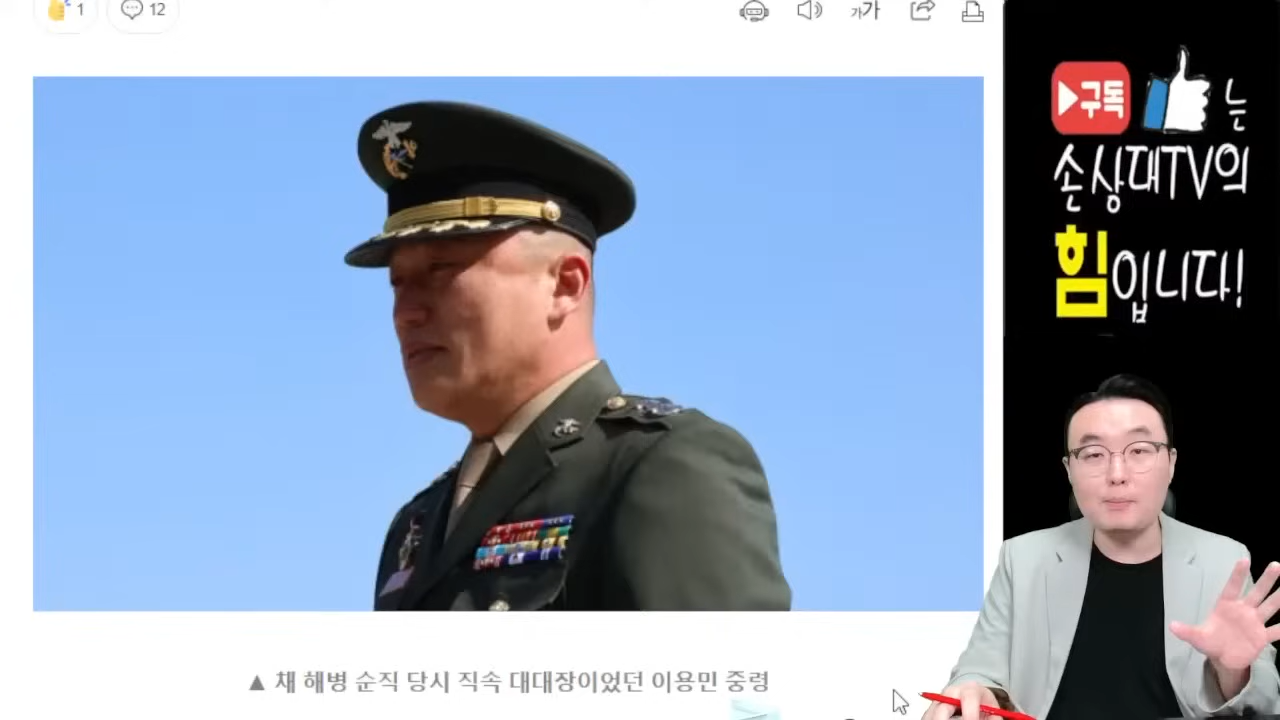 1
12
가가
구독
는
손상대TV의
힘입니다!
▲ 채 해병 순직 당시 직속 대대장이었던 이용민 중령